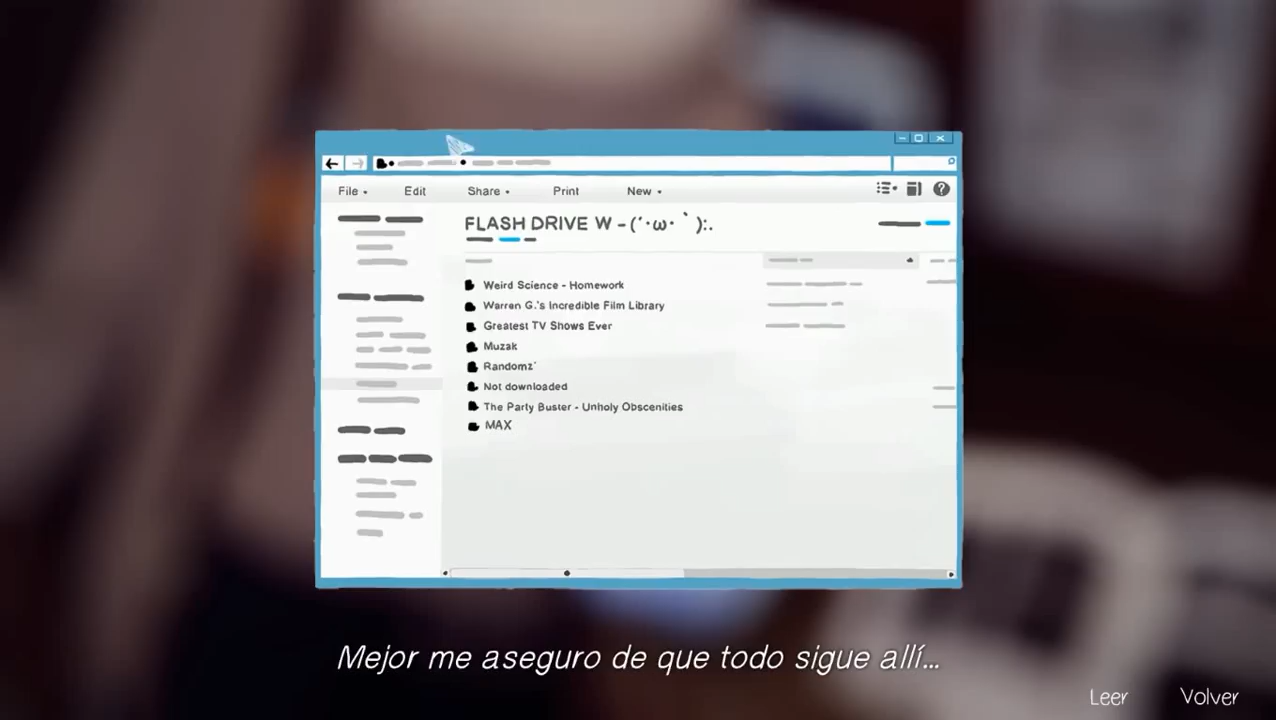 File Edit Share Print New
FLASH DRIVE W -(´･ω･`):.
Weird Science - Homework
Warren G.'s Incredible Film Library
Greatest TV Shows Ever
Muzak
Randomz'
Not downloaded
The Party Buster - Unholy Obscenities
MAX
Mejor me aseguro de que todo sigue allí...
Leer Volver